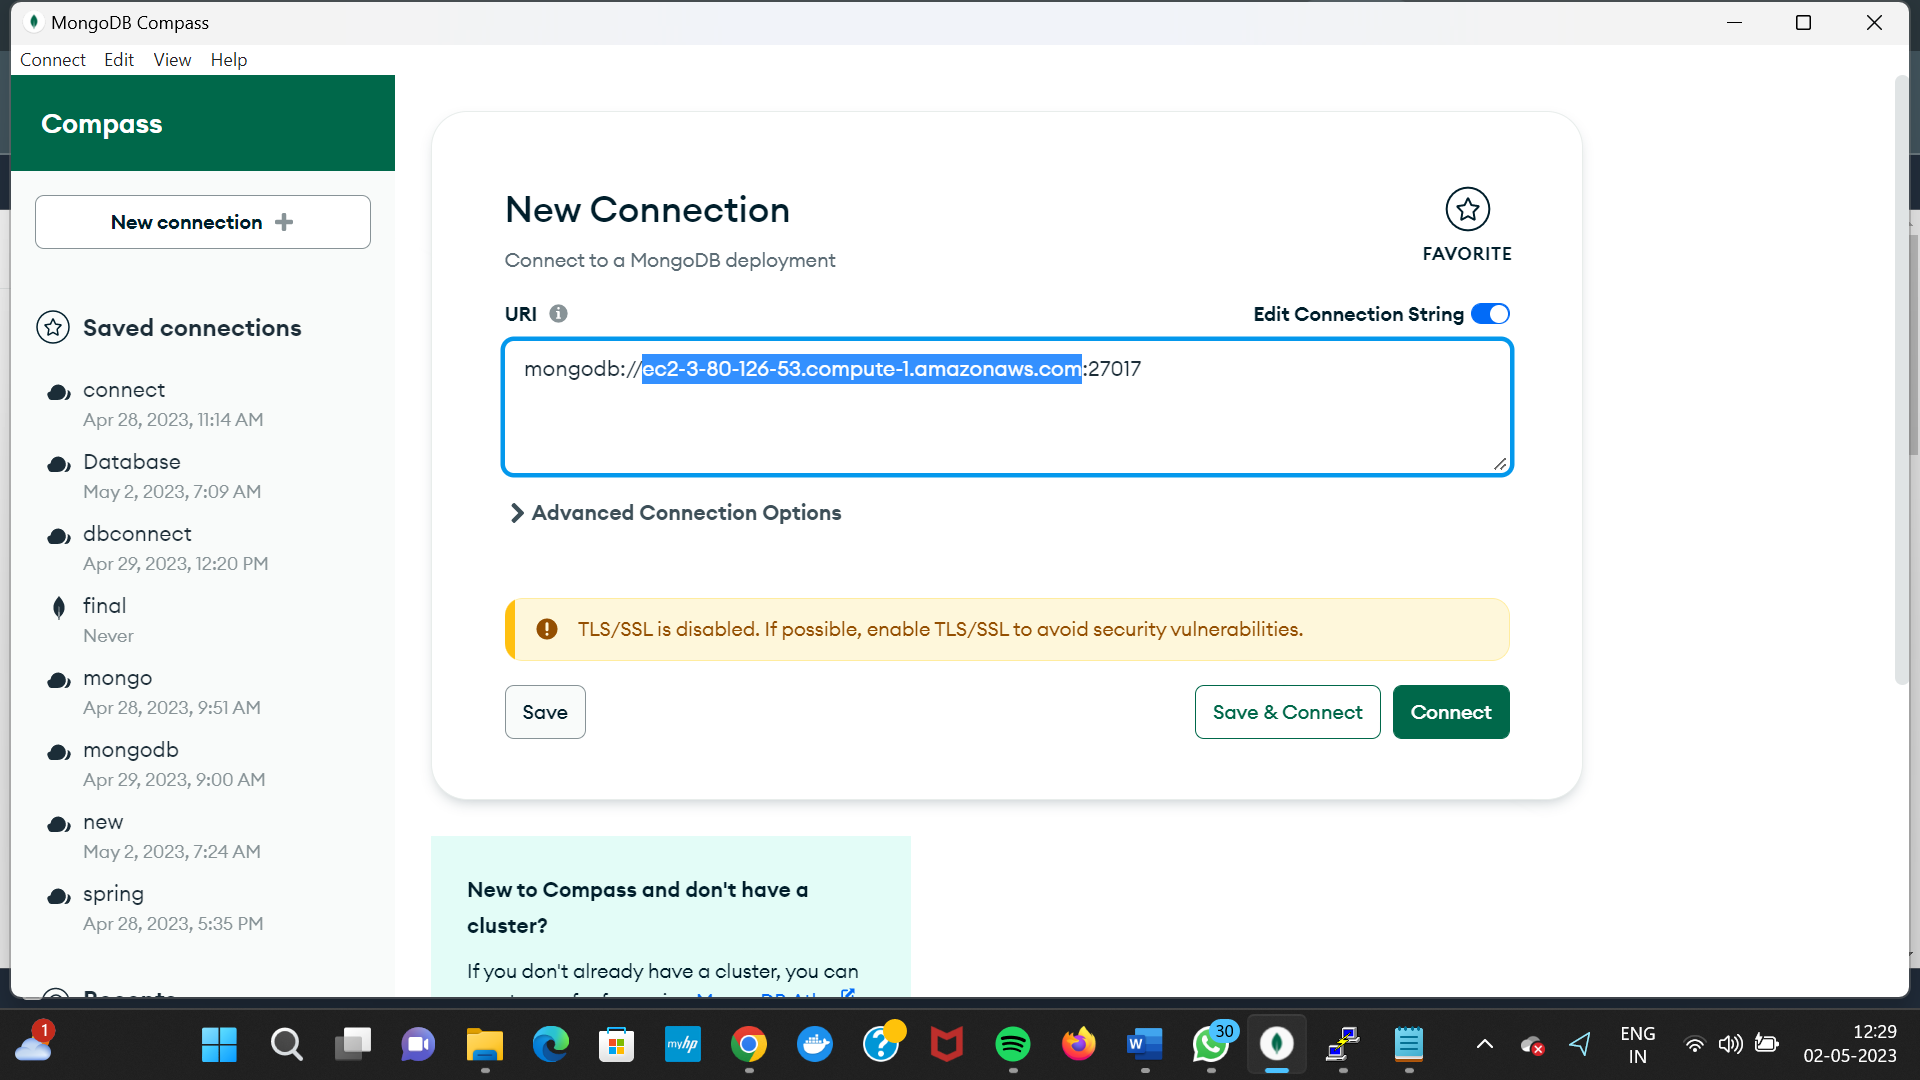 MongoDB Compass
Connect Edit View Help
Compass
New connection
Saved connections
connect
Apr 28, 2023, 11:14 AM
Database
May 2, 2023, 7:09 AM
dbconnect
Apr 29, 2023, 12:20 PM
final
Never
mongo
Apr 28, 2023, 9:51 AM
mongodb
Apr 29, 2023, 9:00 AM
new
May 2, 2023, 7:24 AM
spring
Apr 28, 2023, 5:35 PM
Recents
New Connection
FAVORITE
Connect to a MongoDB deployment
URI
Edit Connection String
mongodb://ec2-3-80-126-53.compute-1.amazonaws.com:27017
Advanced Connection Options
TLS/SSL is disabled. If possible, enable TLS/SSL to avoid security vulnerabilities.
Save
Save & Connect
Connect
New to Compass and don't have a
cluster?
If you don't already have a cluster, you can
1
myhp
W
30
ENG
IN
12:29
02-05-2023